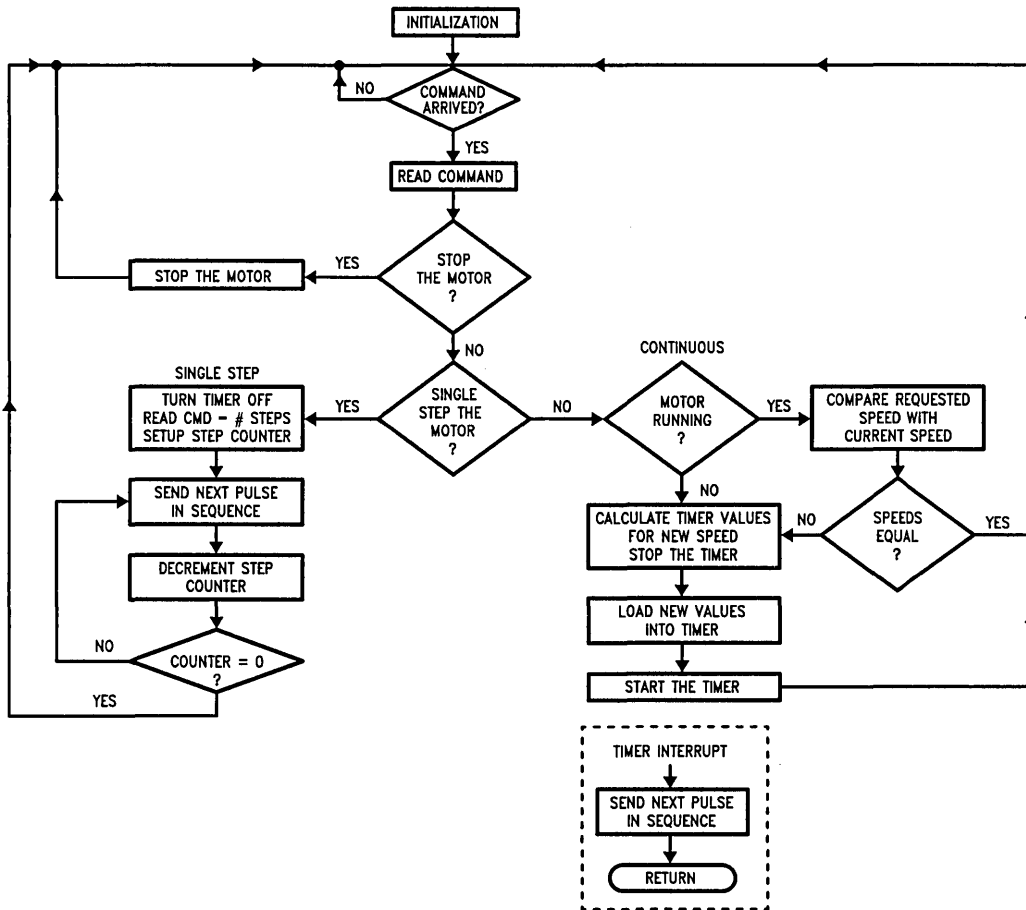 INITIALIZATION
NO
COMMAND
ARRIVED?
YES
READ COMMAND
STOP THE MOTOR
YES
STOP
THE MOTOR
?
NO
CONTINUOUS
SINGLE STEP
TURN TIMER OFF
READ CMD = # STEPS
SETUP STEP COUNTER
YES
SINGLE
STEP THE
MOTOR
?
NO
MOTOR
RUNNING
?
YES
COMPARE REQUESTED
SPEED WITH
CURRENT SPEED
SEND NEXT PULSE
IN SEQUENCE
NO
CALCULATE TIMER VALUES
FOR NEW SPEED
STOP THE TIMER
NO
SPEEDS
EQUAL
?
YES
DECREMENT STEP
COUNTER
LOAD NEW VALUES
INTO TIMER
NO
COUNTER = 0
?
YES
START THE TIMER
TIMER INTERRUPT
SEND NEXT PULSE
IN SEQUENCE
RETURN